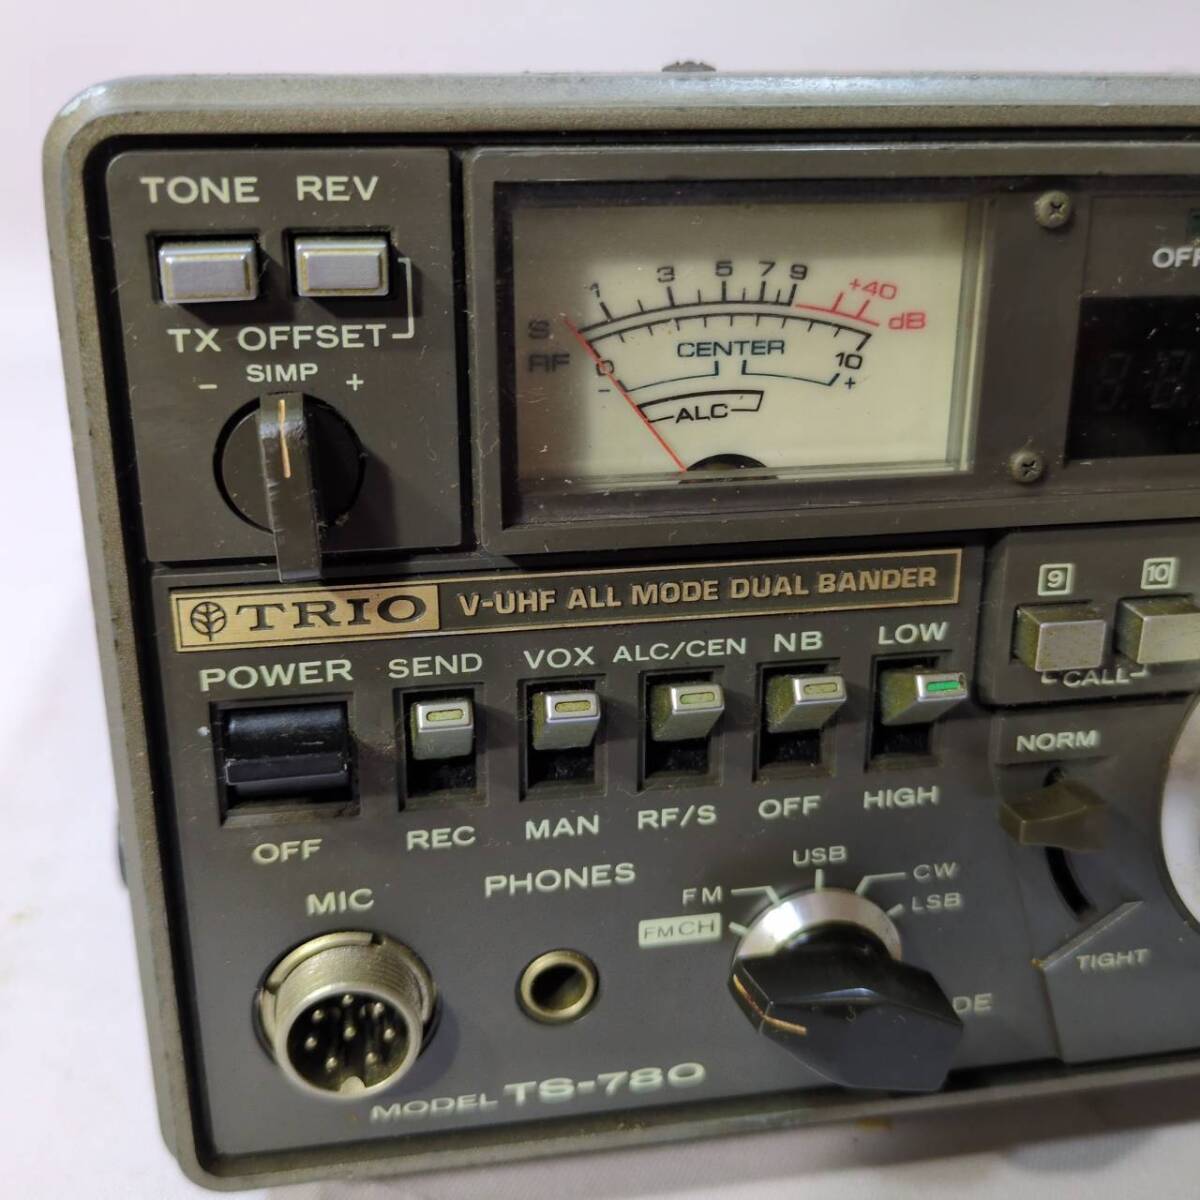 TONE REV
TX OFFSET
- SIMP +
1 3 5 7 9 +40
S dB
RF 0 CENTER 10
- +
ALC
OFF
TRIO V-UHF ALL MODE DUAL BANDER
9 10
CALL
POWER SEND VOX ALC/CEN NB LOW
OFF REC MAN RF/S OFF HIGH
NORM
TIGHT
MIC PHONES
FM CH FM USB CW LSB
MODEL TS-780